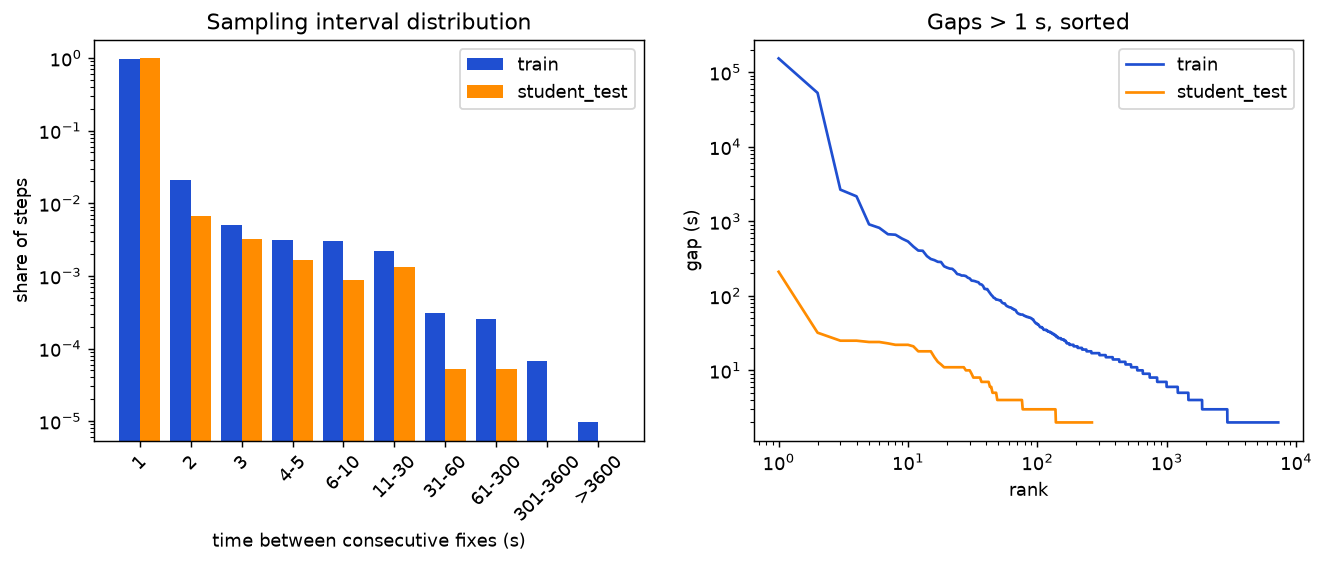 Sampling interval distribution
share of steps
10⁰
10⁻¹
10⁻²
10⁻³
10⁻⁴
10⁻⁵
train
student_test
1
2
3
4-5
6-10
11-30
31-60
61-300
301-3600
>3600
time between consecutive fixes (s)
Gaps > 1 s, sorted
gap (s)
10⁵
10⁴
10³
10²
10¹
train
student_test
10⁰
10¹
10²
10³
10⁴
rank